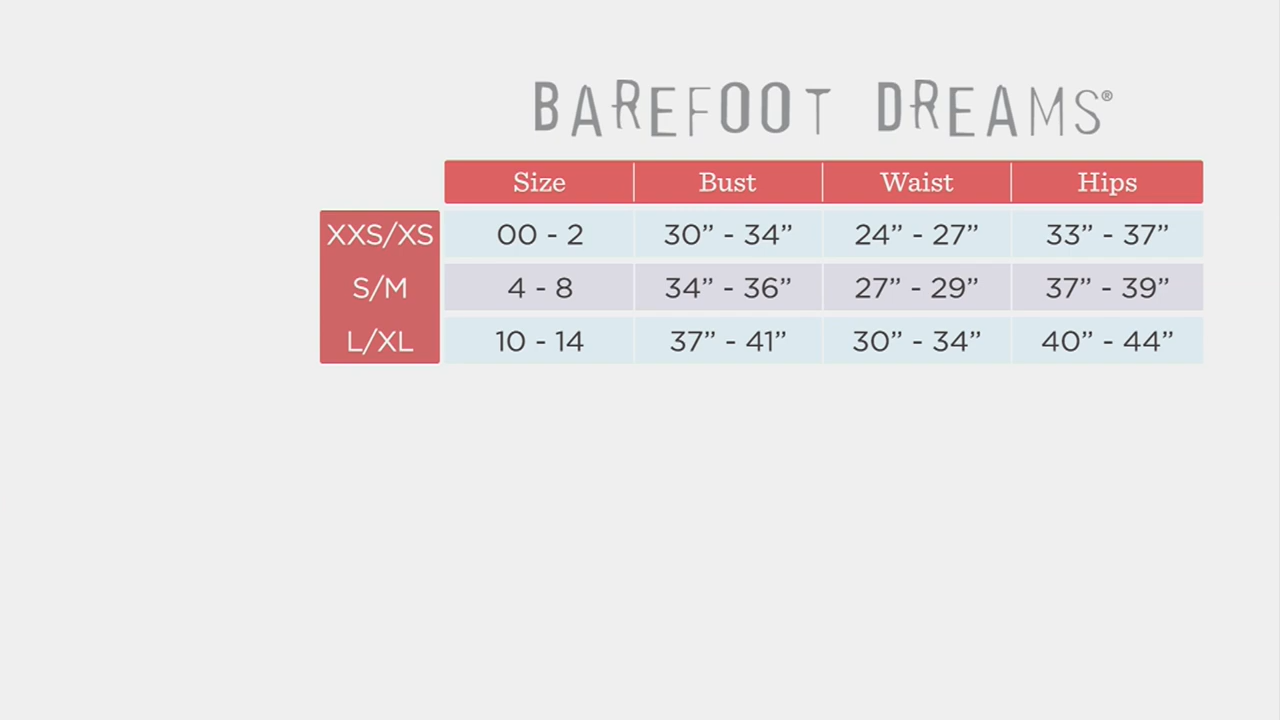 BAREFOOT DREAMS®
Size Bust Waist Hips
XXS/XS 00 - 2 30” - 34” 24” - 27” 33” - 37”
S/M 4 - 8 34” - 36” 27” - 29” 37” - 39”
L/XL 10 - 14 37” - 41” 30” - 34” 40” - 44”